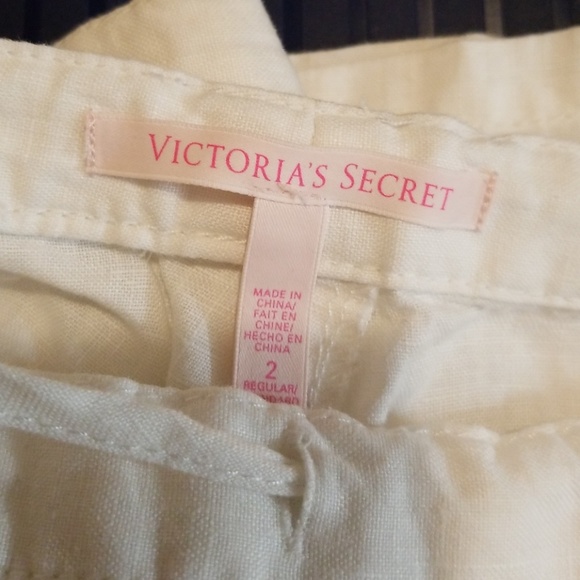 VICTORIA'S SECRET
MADE IN
CHINA/
FAIT EN
CHINE/
HECHO EN
CHINA
2
REGULAR/